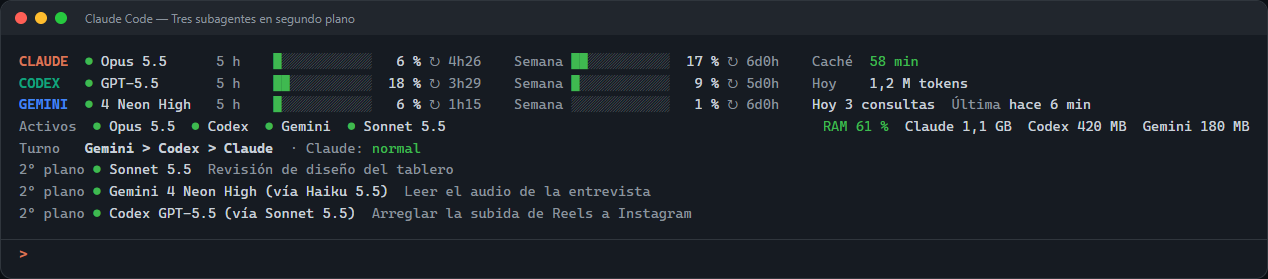 Claude Code — Tres subagentes en segundo plano
CLAUDE ● Opus 5.5 5 h 6 % ↻ 4h26 Semana 17 % ↻ 6d0h Caché 58 min
CODEX ● GPT-5.5 5 h 18 % ↻ 3h29 Semana 9 % ↻ 5d0h Hoy 1,2 M tokens
GEMINI ● 4 Neon High 5 h 6 % ↻ 1h15 Semana 1 % ↻ 6d0h Hoy 3 consultas Última hace 6 min
Activos ● Opus 5.5 ● Codex ● Gemini ● Sonnet 5.5 RAM 61 % Claude 1,1 GB Codex 420 MB Gemini 180 MB
Turno Gemini > Codex > Claude · Claude: normal
2° plano ● Sonnet 5.5 Revisión de diseño del tablero
2° plano ● Gemini 4 Neon High (vía Haiku 5.5) Leer el audio de la entrevista
2° plano ● Codex GPT-5.5 (vía Sonnet 5.5) Arreglar la subida de Reels a Instagram
>